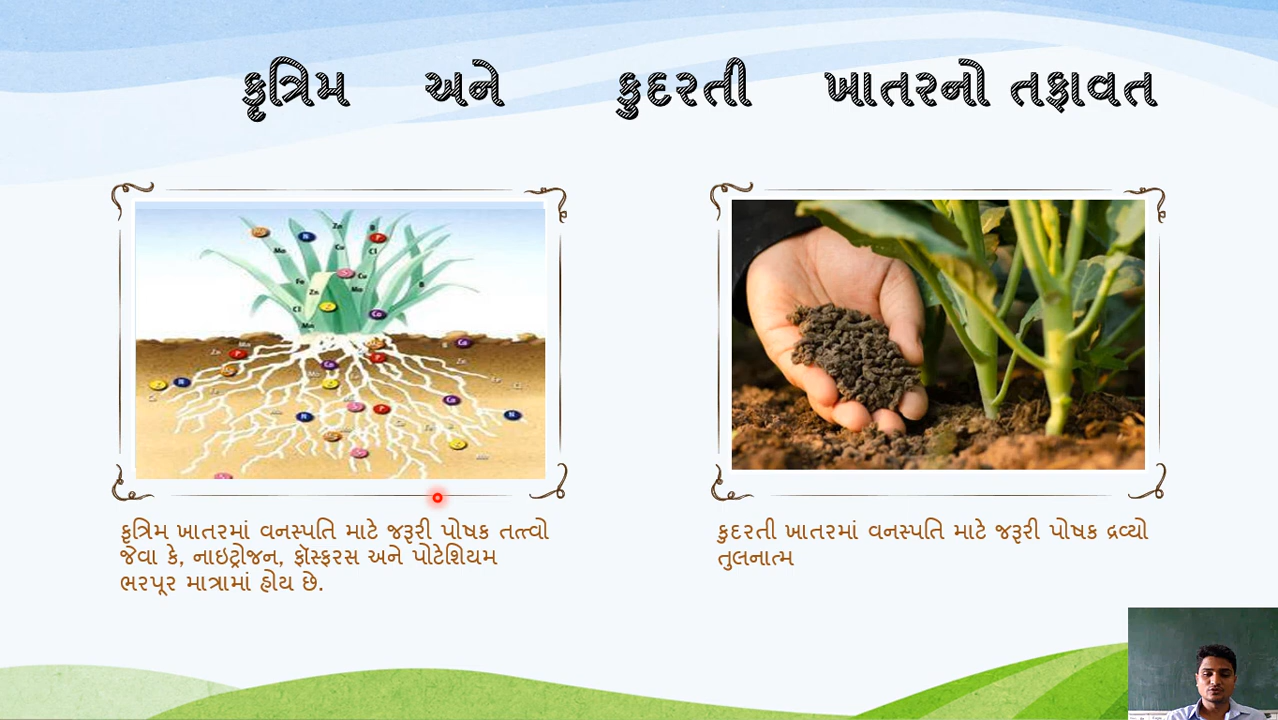 કૃત્રિમ અને કુદરતી ખાતરનો તફાવત
કૃત્રિમ ખાતરમાં વનસ્પતિ માટે જરૂરી પોષક તત્ત્વો
જેવા કે, નાઇટ્રોજન, ફૉસ્ફરસ અને પોટેશિયમ
ભરપૂર માત્રામાં હોય છે.
કુદરતી ખાતરમાં વનસ્પતિ માટે જરૂરી પોષક દ્રવ્યો
તુલનાત્મ